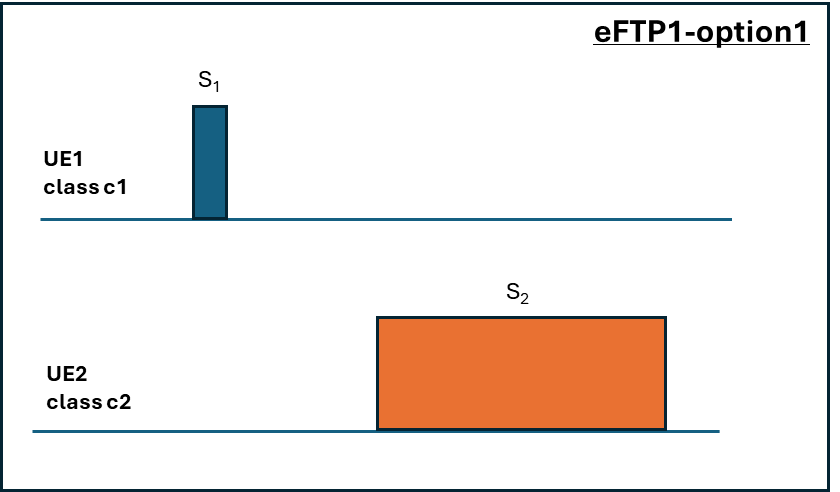 eFTP1-option1
S1
UE1
class c1
S2
UE2
class c2